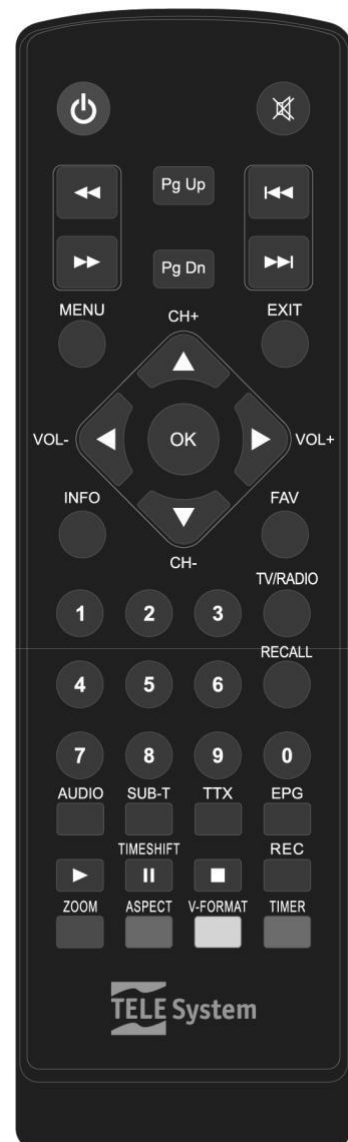 Pg Up
Pg Dn
MENU
CH+
EXIT
VOL-
OK
VOL+
INFO
FAV
CH-
TV/RADIO
1 2 3
RECALL
4 5 6
7 8 9 0
AUDIO SUB-T TTX EPG
TIMESHIFT
REC
ZOOM ASPECT V-FORMAT TIMER
TELE System